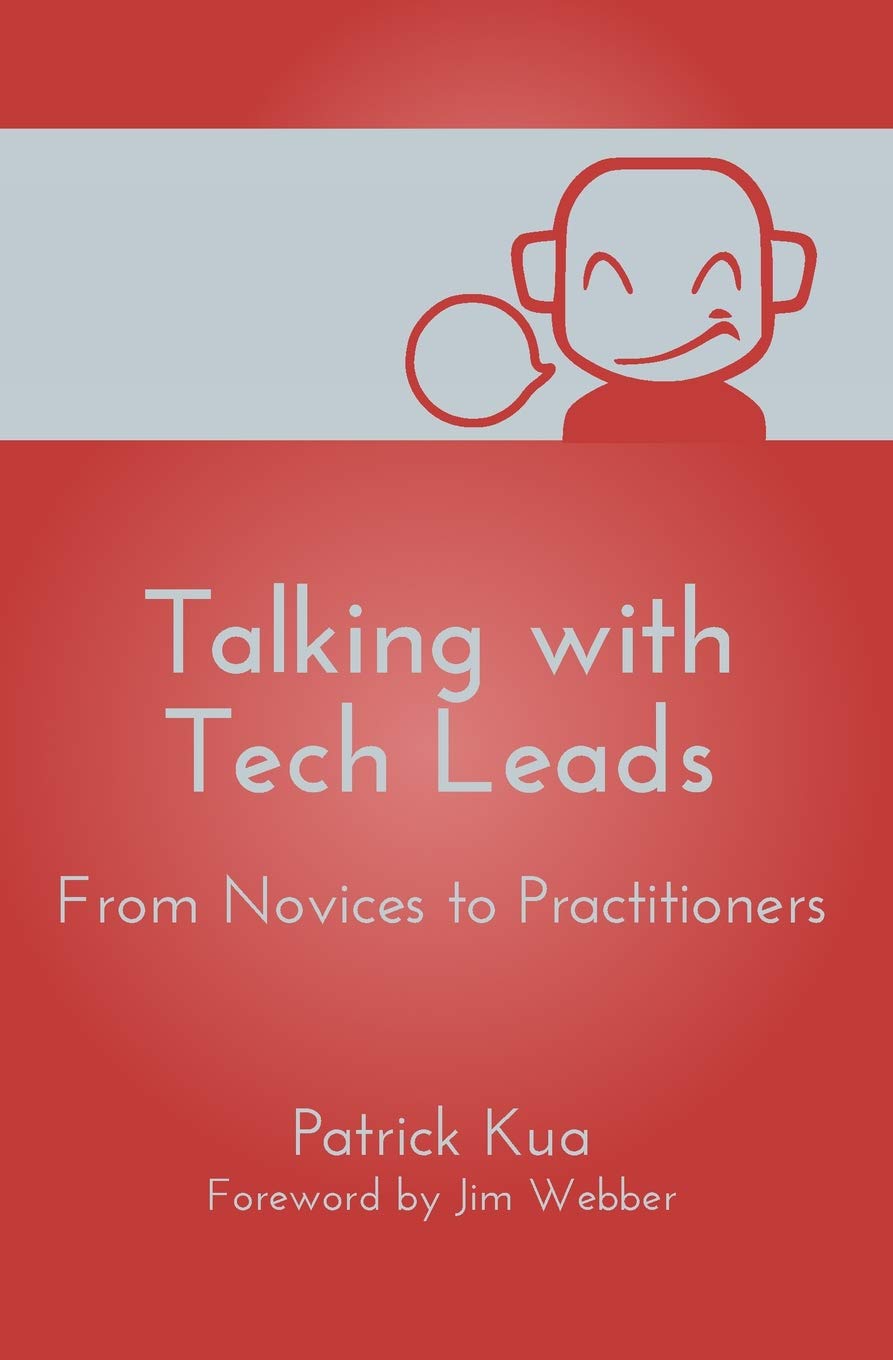 Talking with
Tech Leads
From Novices to Practitioners
Patrick Kua
Foreword by Jim Webber